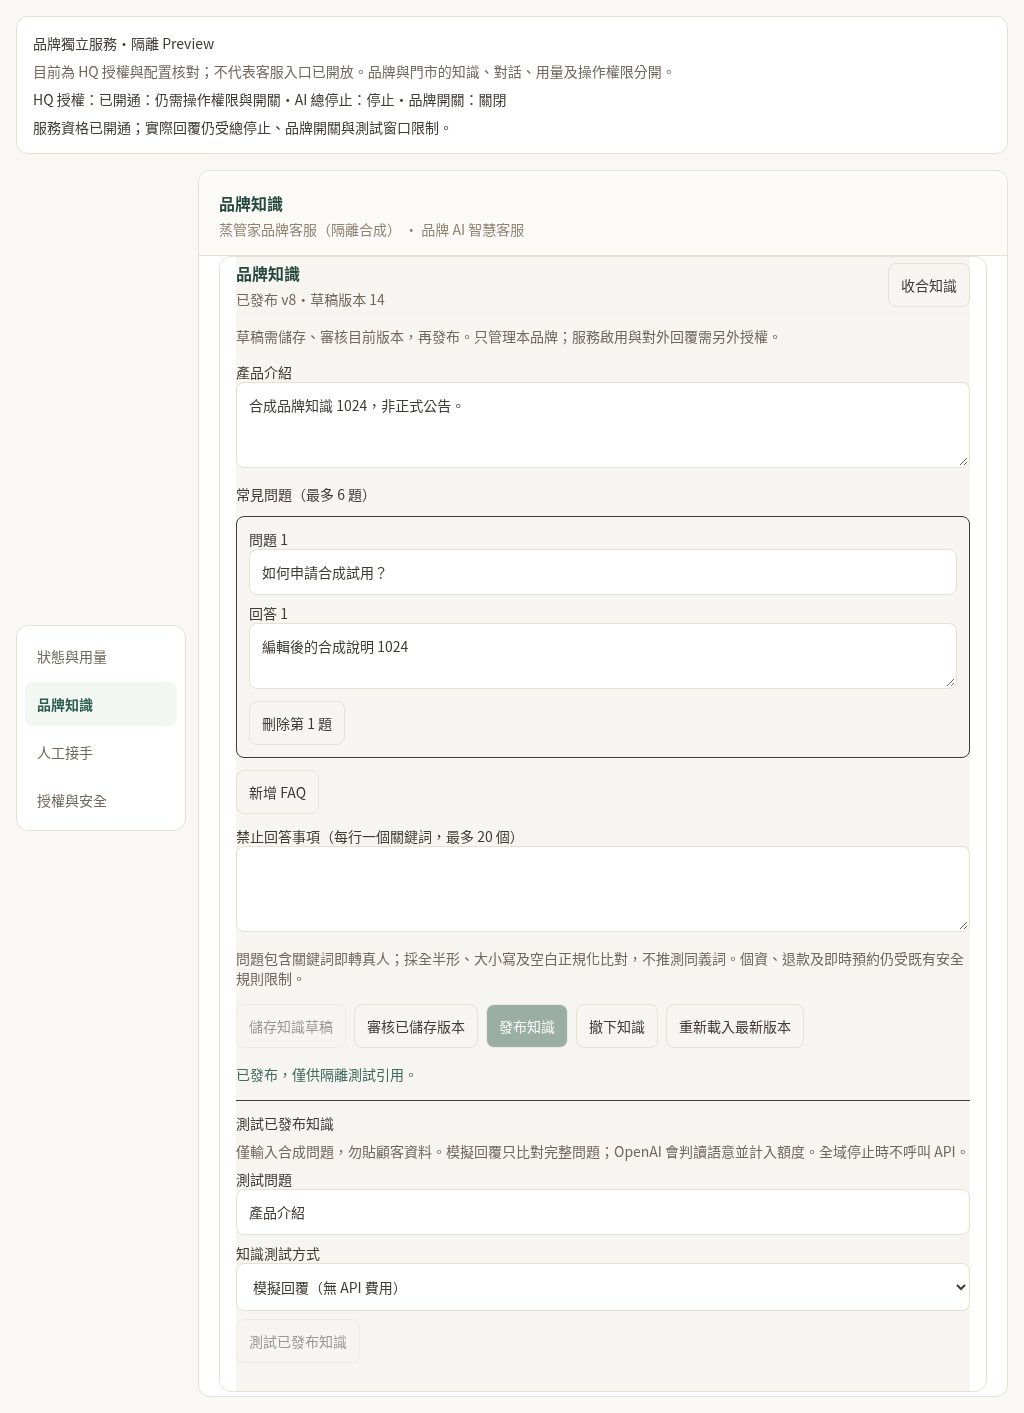 品牌獨立服務・隔離 Preview
目前為 HQ 授權與配置核對；不代表客服入口已開放。品牌與門市的知識、對話、用量及操作權限分開。
HQ 授權：已開通：仍需操作權限與開關・AI 總停止：停止・品牌開關：關閉
服務資格已開通；實際回覆仍受總停止、品牌開關與測試窗口限制。
狀態與用量
品牌知識
人工接手
授權與安全
品牌知識
蒸管家品牌客服（隔離合成） ・ 品牌 AI 智慧客服
品牌知識
已發布 v8・草稿版本 14
收合知識
草稿需儲存、審核目前版本，再發布。只管理本品牌；服務啟用與對外回覆需另外授權。
產品介紹
合成品牌知識 1024，非正式公告。
常見問題（最多 6 題）
問題 1
如何申請合成試用？
回答 1
編輯後的合成說明 1024
刪除第 1 題
新增 FAQ
禁止回答事項（每行一個關鍵詞，最多 20 個）
問題包含關鍵詞即轉真人；採全半形、大小寫及空白正規化比對，不推測同義詞。個資、退款及即時預約仍受既有安全
規則限制。
儲存知識草稿 審核已儲存版本 發布知識 撤下知識 重新載入最新版本
已發布，僅供隔離測試引用。
測試已發布知識
僅輸入合成問題，勿貼顧客資料。模擬回覆只比對完整問題；OpenAI 會判讀語意並計入額度。全域停止時不呼叫 API。
測試問題
產品介紹
知識測試方式
模擬回覆（無 API 費用）
測試已發布知識